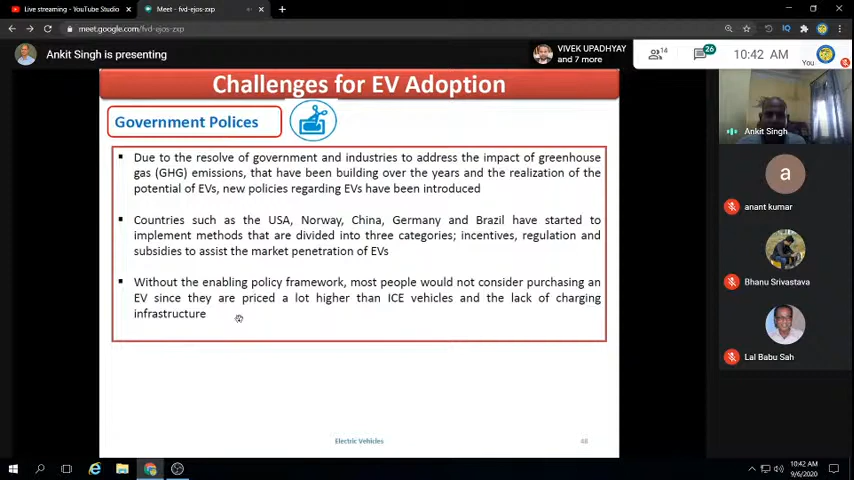 Live streaming - YouTube Studio
Meet - fvd-ejos-zxp
meet.google.com/fvd-ejos-zxp
Ankit Singh is presenting
VIVEK UPADHYAY
and 7 more
14
26
10:42 AM
You
Challenges for EV Adoption
Government Polices
Due to the resolve of government and industries to address the impact of greenhouse
gas (GHG) emissions, that have been building over the years and the realization of the
potential of EVs, new policies regarding EVs have been introduced
Countries such as the USA, Norway, China, Germany and Brazil have started to
implement methods that are divided into three categories; incentives, regulation and
subsidies to assist the market penetration of EVs
Without the enabling policy framework, most people would not consider purchasing an
EV since they are priced a lot higher than ICE vehicles and the lack of charging
infrastructure
Electric Vehicles
48
Ankit Singh
a
anant kumar
Bhanu Srivastava
Lal Babu Sah
10:42 AM
9/6/2020